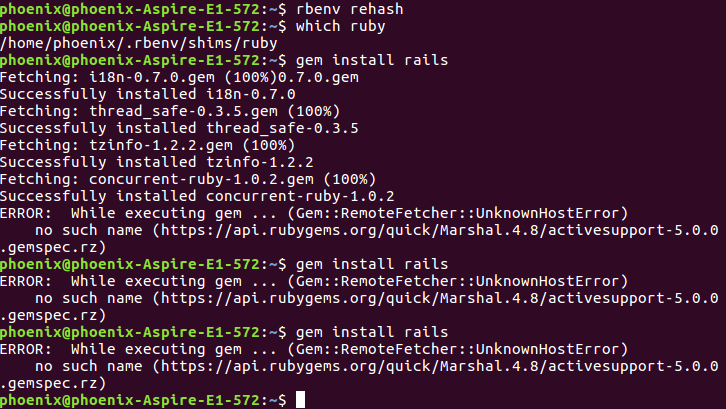 phoenix@phoenix-Aspire-E1-572:~$ rbenv rehash
phoenix@phoenix-Aspire-E1-572:~$ which ruby
/home/phoenix/.rbenv/shims/ruby
phoenix@phoenix-Aspire-E1-572:~$ gem install rails
Fetching: i18n-0.7.0.gem (100%)0.7.0.gem
Successfully installed i18n-0.7.0
Fetching: thread_safe-0.3.5.gem (100%)
Successfully installed thread_safe-0.3.5
Fetching: tzinfo-1.2.2.gem (100%)
Successfully installed tzinfo-1.2.2
Fetching: concurrent-ruby-1.0.2.gem (100%)
Successfully installed concurrent-ruby-1.0.2
ERROR:  While executing gem ... (Gem::RemoteFetcher::UnknownHostError)
    no such name (https://api.rubygems.org/quick/Marshal.4.8/activesupport-5.0.0
.gemspec.rz)
phoenix@phoenix-Aspire-E1-572:~$ gem install rails
ERROR:  While executing gem ... (Gem::RemoteFetcher::UnknownHostError)
    no such name (https://api.rubygems.org/quick/Marshal.4.8/activesupport-5.0.0
.gemspec.rz)
phoenix@phoenix-Aspire-E1-572:~$ gem install rails
ERROR:  While executing gem ... (Gem::RemoteFetcher::UnknownHostError)
    no such name (https://api.rubygems.org/quick/Marshal.4.8/activesupport-5.0.0
.gemspec.rz)
phoenix@phoenix-Aspire-E1-572:~$